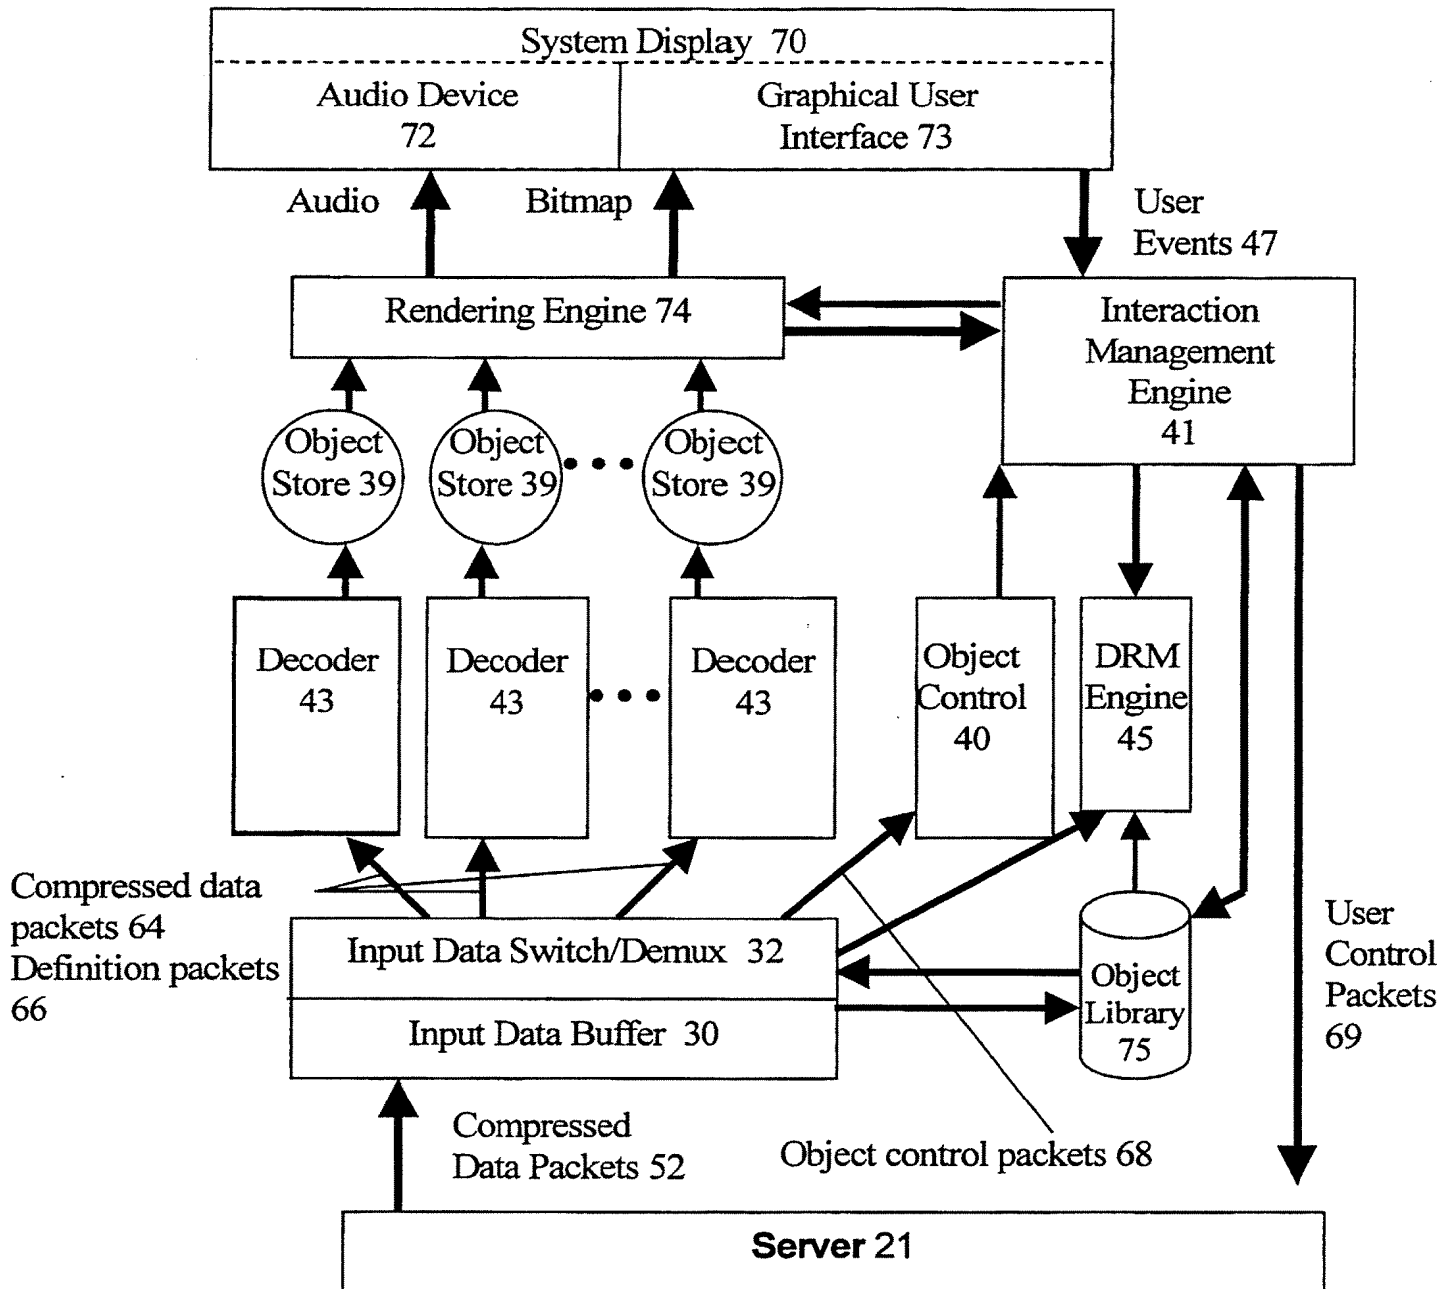 System Display 70
Audio Device
72
Graphical User
Interface 73
Audio
Bitmap
User
Events 47
Rendering Engine 74
Interaction
Management
Engine
41
Object
Store 39
Object
Store 39
Object
Store 39
Decoder
43
Decoder
43
Decoder
43
Object
Control
40
DRM
Engine
45
Compressed data
packets 64
Definition packets
66
Input Data Switch/Demux 32
Input Data Buffer 30
Object
Library
75
User
Control
Packets
69
Compressed
Data Packets 52
Object control packets 68
Server 21